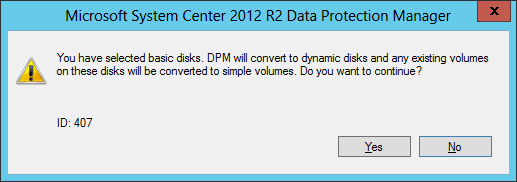 Microsoft System Center 2012 R2 Data Protection Manager
x
You have selected basic disks. DPM will convert to dynamic disks and any existing volumes
on these disks will be converted to simple volumes. Do you want to continue?
ID: 407
Yes No